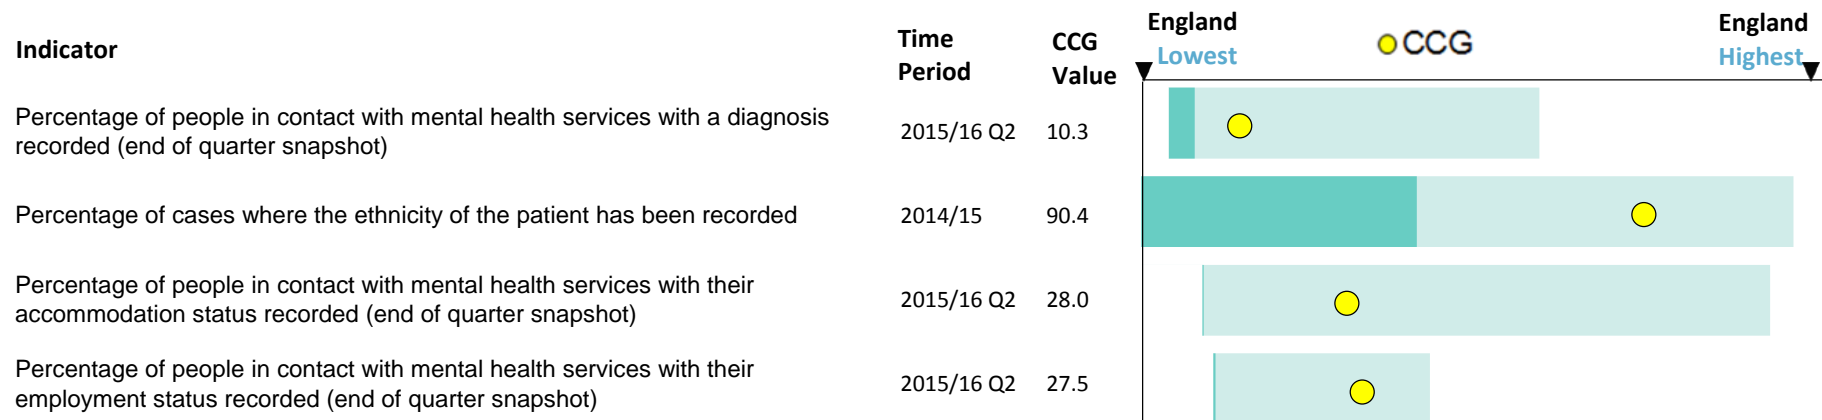 Indicator
Time
Period
CCG
Value
England
Lowest
CCG
England
Highest
Percentage of people in contact with mental health services with a diagnosis
recorded (end of quarter snapshot)
2015/16 Q2 10.3
Percentage of cases where the ethnicity of the patient has been recorded 2014/15 90.4
Percentage of people in contact with mental health services with their
accommodation status recorded (end of quarter snapshot)
2015/16 Q2 28.0
Percentage of people in contact with mental health services with their
employment status recorded (end of quarter snapshot)
2015/16 Q2 27.5